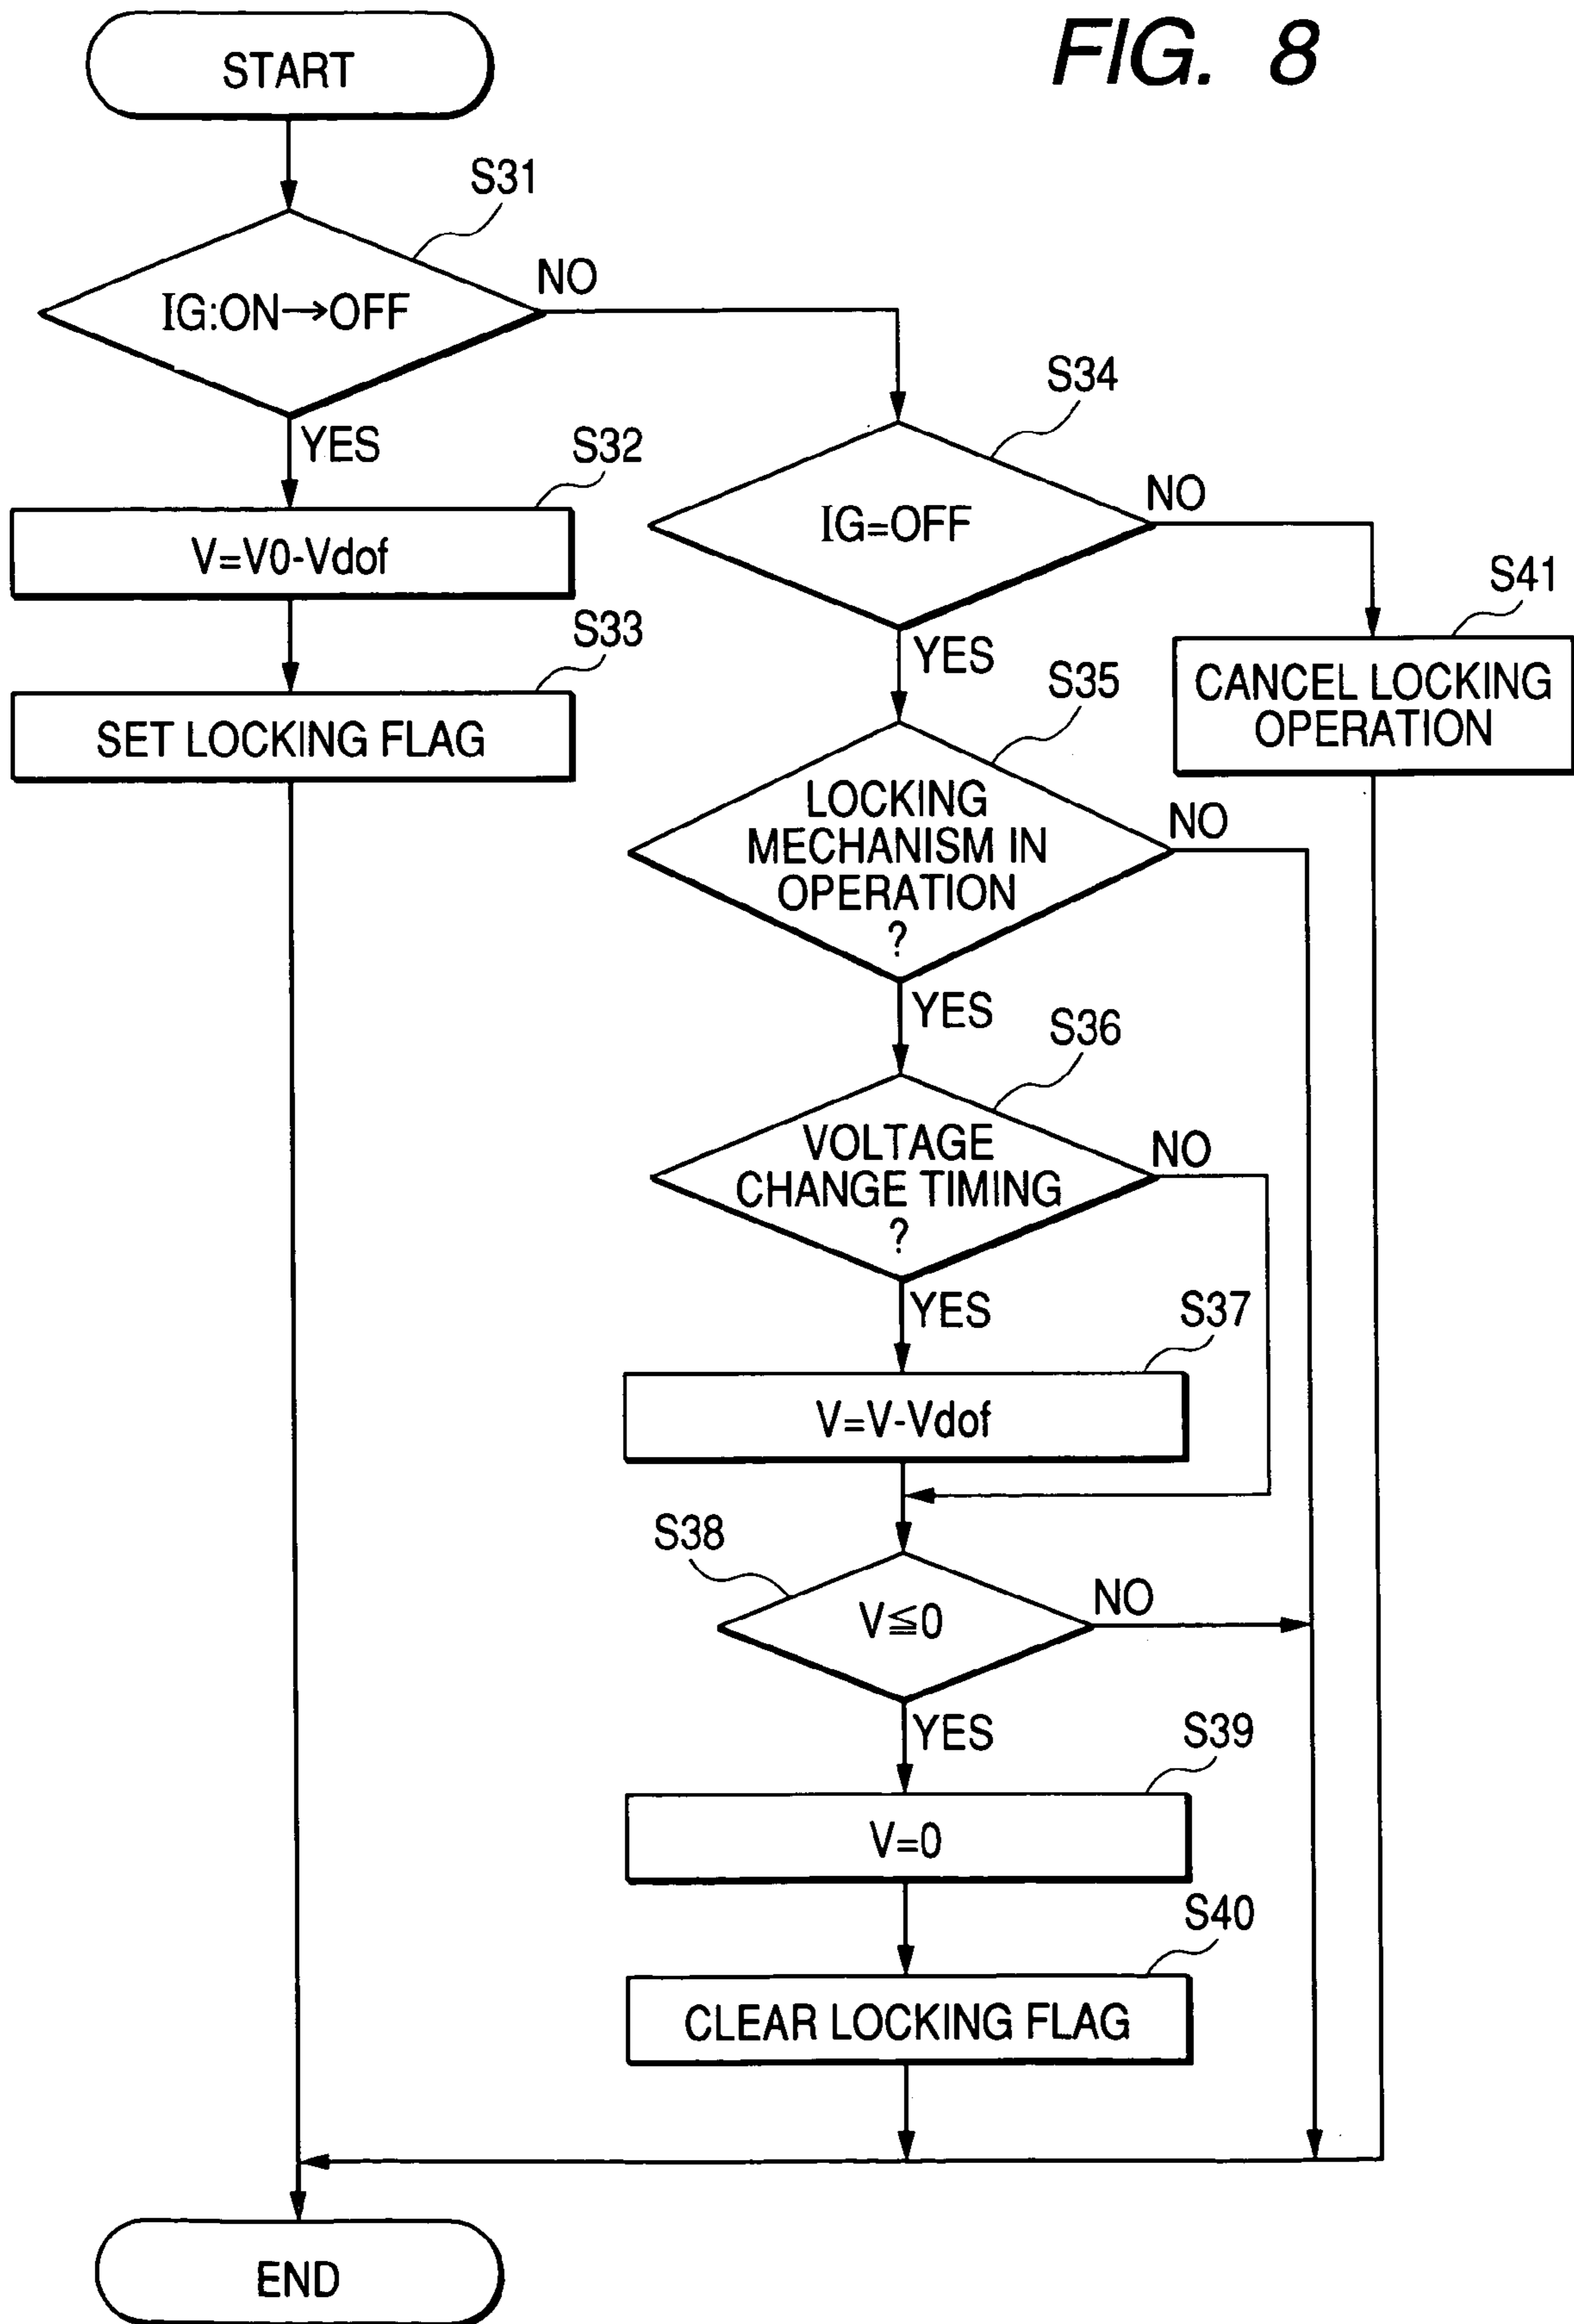 FIG. 8
START
S31
IG:ON→OFF
NO
YES
S32
V=V0-Vdof
S33
SET LOCKING FLAG
S34
IG=OFF
NO
YES
S41
CANCEL LOCKING
OPERATION
S35
LOCKING
MECHANISM IN
OPERATION
?
NO
YES
S36
VOLTAGE
CHANGE TIMING
?
NO
YES
S37
V=V-Vdof
S38
V≦0
NO
YES
S39
V=0
S40
CLEAR LOCKING FLAG
END